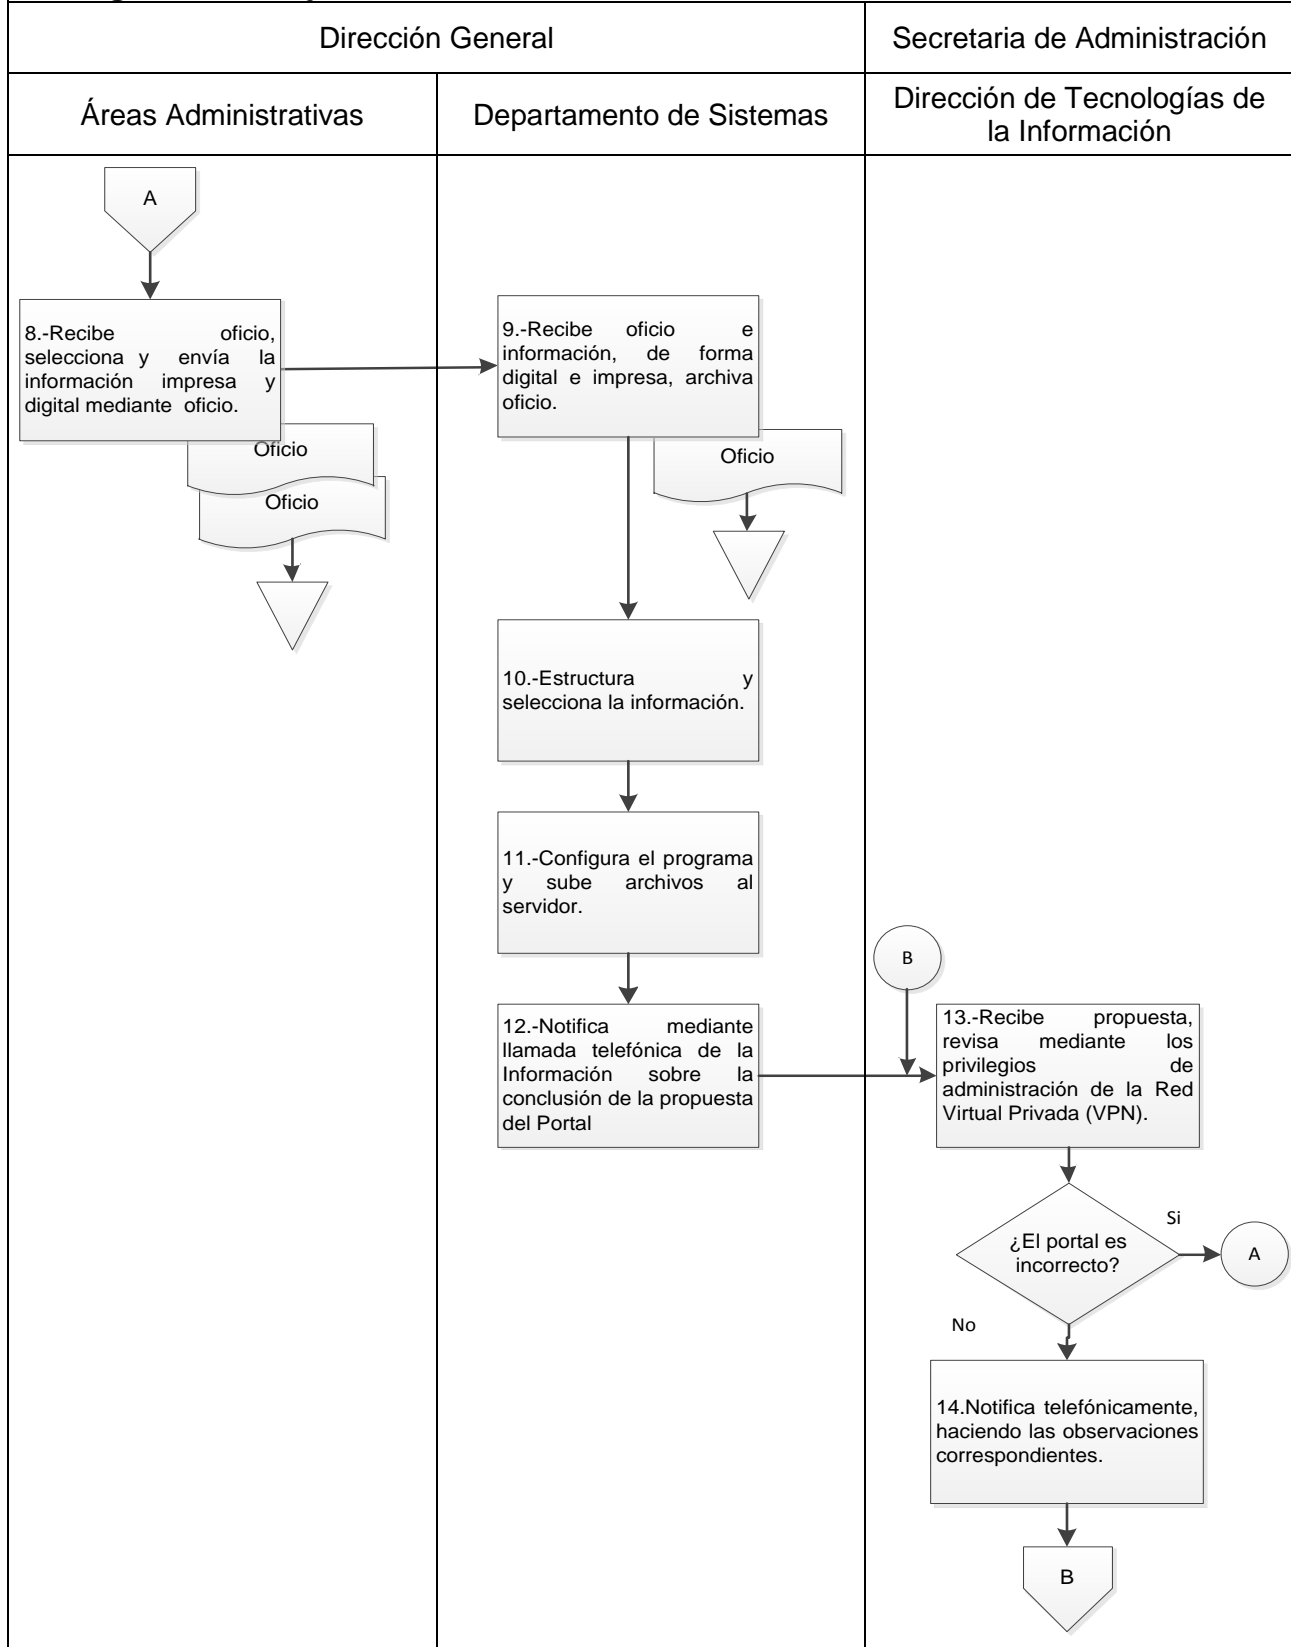 Dirección General
Secretaria de Administración
Áreas Administrativas
Departamento de Sistemas
Dirección de Tecnologías de
la Información
A
8.-Recibe oficio,
selecciona y envía la
información impresa y
digital mediante oficio.
Oficio
Oficio
9.-Recibe oficio e
información, de forma
digital e impresa, archiva
oficio.
Oficio
10.-Estructura y
selecciona la información.
11.-Configura el programa
y sube archivos al
servidor.
12.-Notifica mediante
llamada telefónica de la
Información sobre la
conclusión de la propuesta
del Portal
B
13.-Recibe propuesta,
revisa mediante los
privilegios de
administración de la Red
Virtual Privada (VPN).
¿El portal es
incorrecto?
Si
A
No
14.Notifica telefónicamente,
haciendo las observaciones
correspondientes.
B